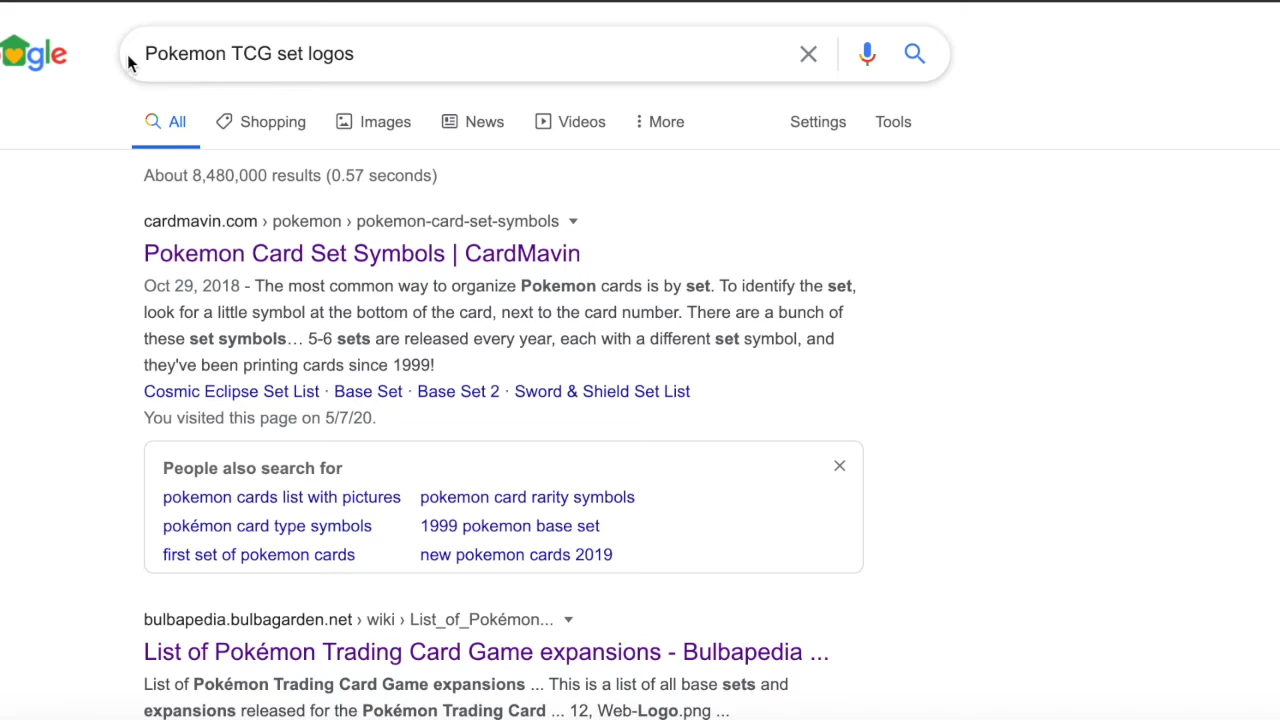 ogle
Pokemon TCG set logos
All Shopping Images News Videos More Settings Tools
About 8,480,000 results (0.57 seconds)
cardmavin.com › pokemon › pokemon-card-set-symbols
Pokemon Card Set Symbols | CardMavin
Oct 29, 2018 - The most common way to organize Pokemon cards is by set. To identify the set,
look for a little symbol at the bottom of the card, next to the card number. There are a bunch of
these set symbols… 5-6 sets are released every year, each with a different set symbol, and
they've been printing cards since 1999!
Cosmic Eclipse Set List · Base Set · Base Set 2 · Sword & Shield Set List
You visited this page on 5/7/20.
People also search for
pokemon cards list with pictures pokemon card rarity symbols
pokémon card type symbols 1999 pokemon base set
first set of pokemon cards new pokemon cards 2019
bulbapedia.bulbagarden.net › wiki › List_of_Pokémon...
List of Pokémon Trading Card Game expansions - Bulbapedia ...
List of Pokémon Trading Card Game expansions ... This is a list of all base sets and
expansions released for the Pokémon Trading Card ... 12, Web-Logo.png ...